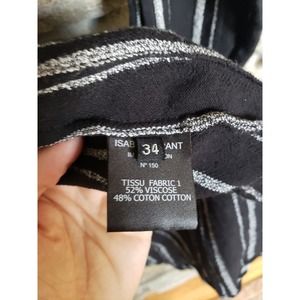 ISAB
34
ANT
N° 150
TISSU FABRIC 1
52% VISCOSE
48% COTON COTTON